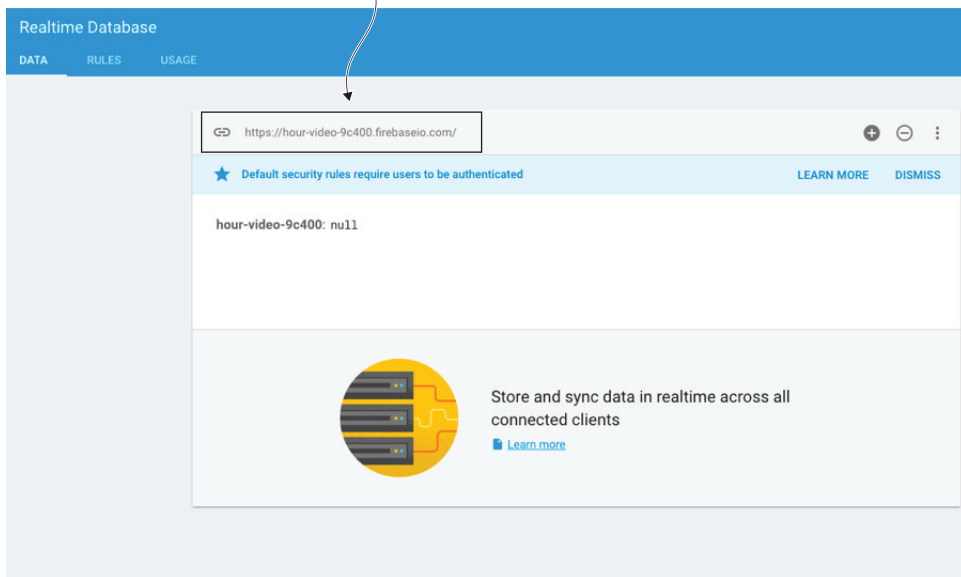 Realtime Database
DATA RULES USAGE
https://hour-video-9c400.firebaseio.com/
Default security rules require users to be authenticated LEARN MORE DISMISS
hour-video-9c400: null
Store and sync data in realtime across all
connected clients
Learn more